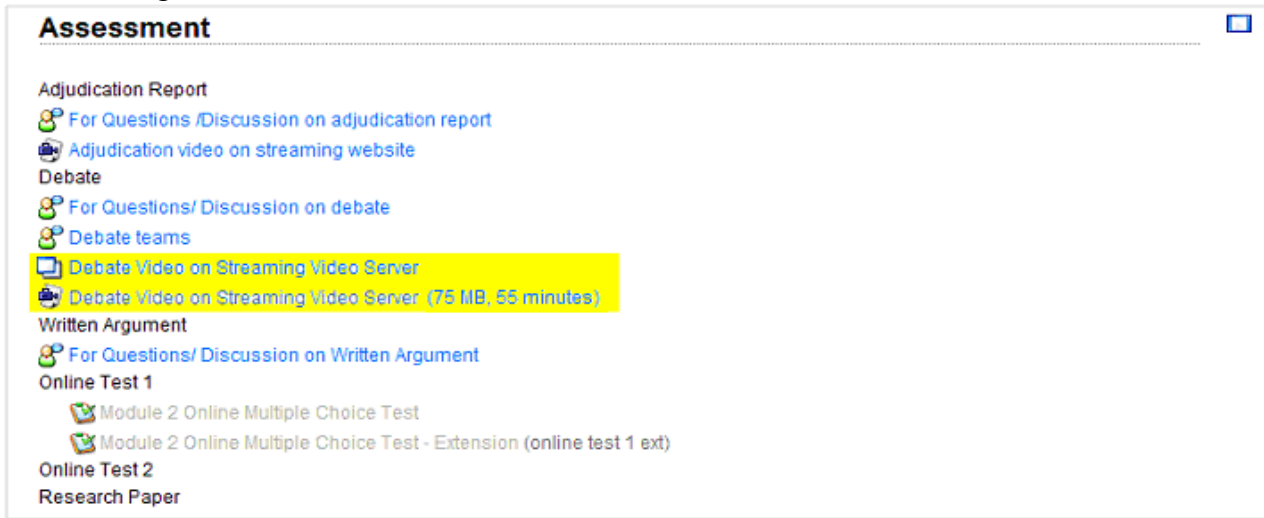 Assessment
Adjudication Report
For Questions /Discussion on adjudication report
Adjudication video on streaming website
Debate
For Questions/ Discussion on debate
Debate teams
Debate Video on Streaming Video Server
Debate Video on Streaming Video Server (75 MB, 55 minutes)
Written Argument
For Questions/ Discussion on Written Argument
Online Test 1
Module 2 Online Multiple Choice Test
Module 2 Online Multiple Choice Test - Extension (online test 1 ext)
Online Test 2
Research Paper